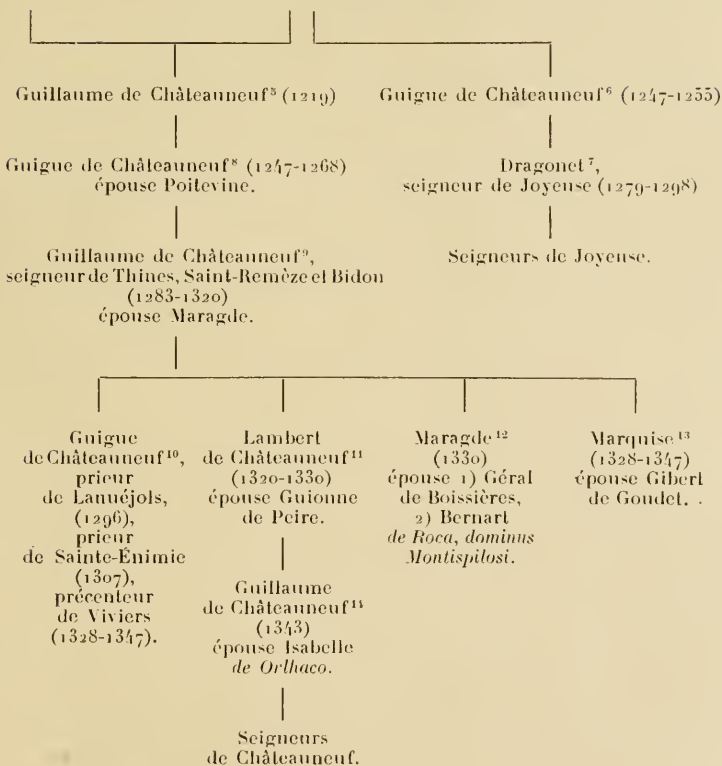 Guillaume de Châteauneuf⁵ (1219)
Guigue de Châteauneuf⁶ (1247-1255)
Guigue de Châteauneuf⁸ (1247-1268)
épouse Poitevine.
Dragonet⁷,
seigneur de Joyeuse (1279-1298)
Guillaume de Châteauneuf⁹,
seigneur de Thines, Saint-Remèze et Bidon
(1283-1320)
épouse Maragde.
Seigneurs de Joyeuse.
Guigue
de Châteauneuf¹⁰,
prieur
de Lanuéjols,
(1296),
prieur
de Sainte-Énimie
(1307),
précenteur
de Viviers
(1328-1347).
Lambert
de Châteauneuf¹¹
(1320-1330)
épouse Guionne
de Peire.
Maragde¹²
(1330)
épouse 1) Géral
de Boissières,
2) Bernart
de Roca, dominus
Montispilosi.
Marquise¹³
(1328-1347)
épouse Gibert
de Goudet.
Guillaume
de Châteauneuf¹⁴
(1343)
épouse Isabelle
de Orlhaco.
Seigneurs
de Châteauneuf.